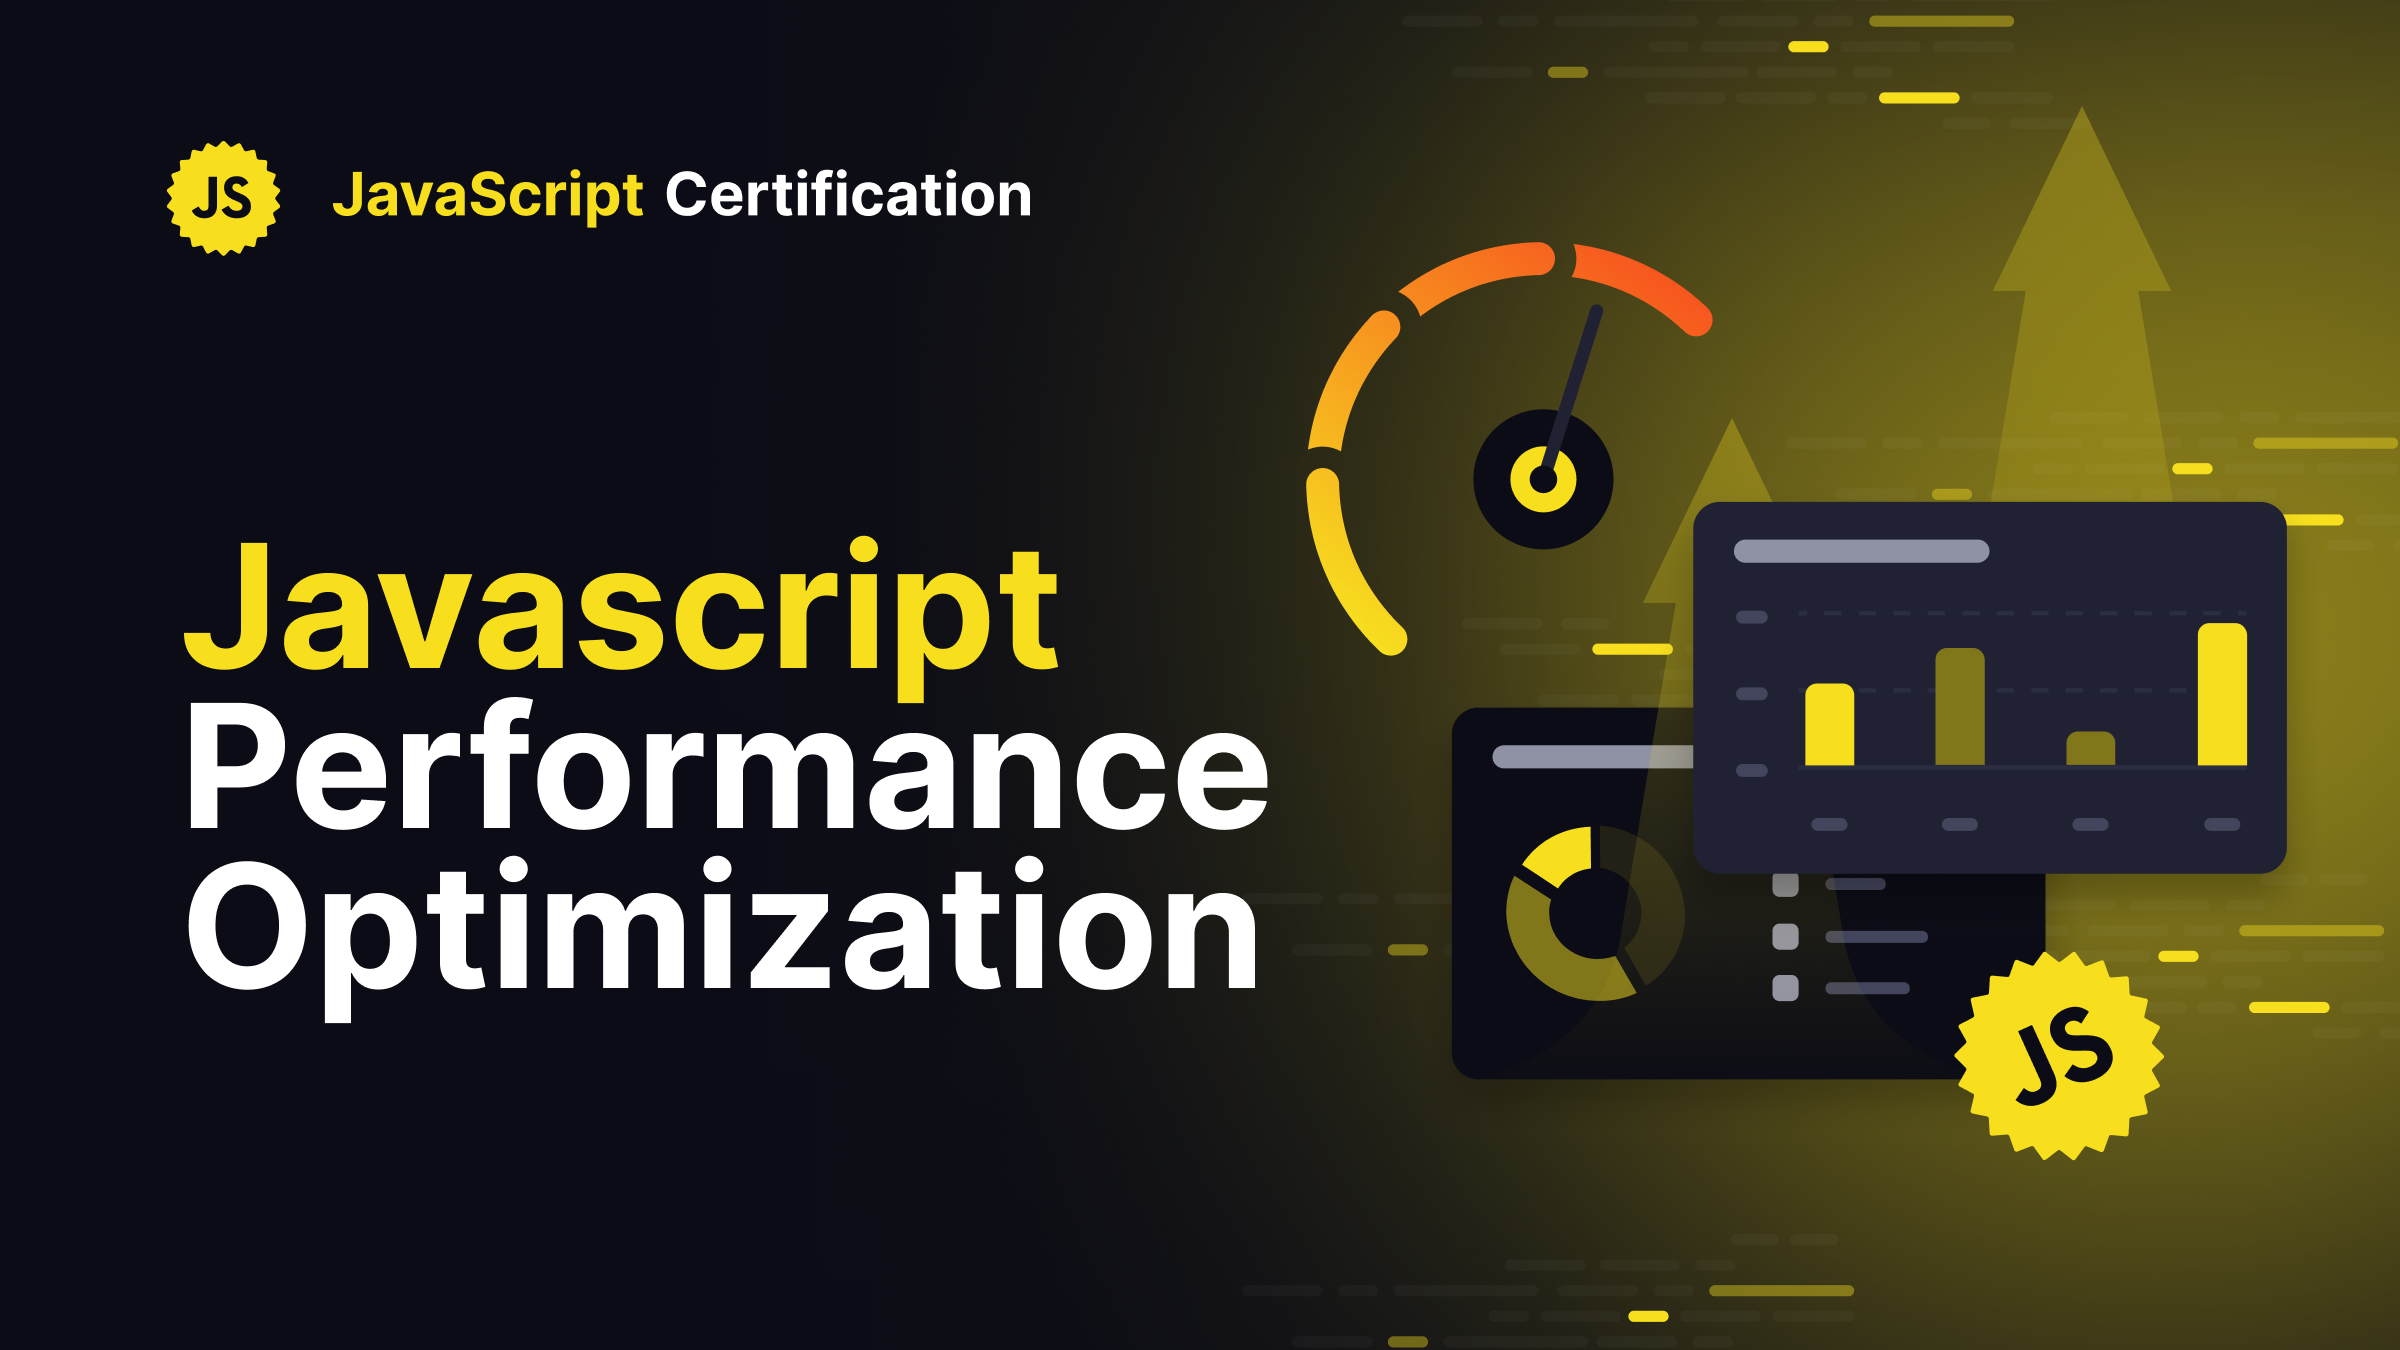 JS JavaScript Certification
Javascript
Performance
Optimization
JS